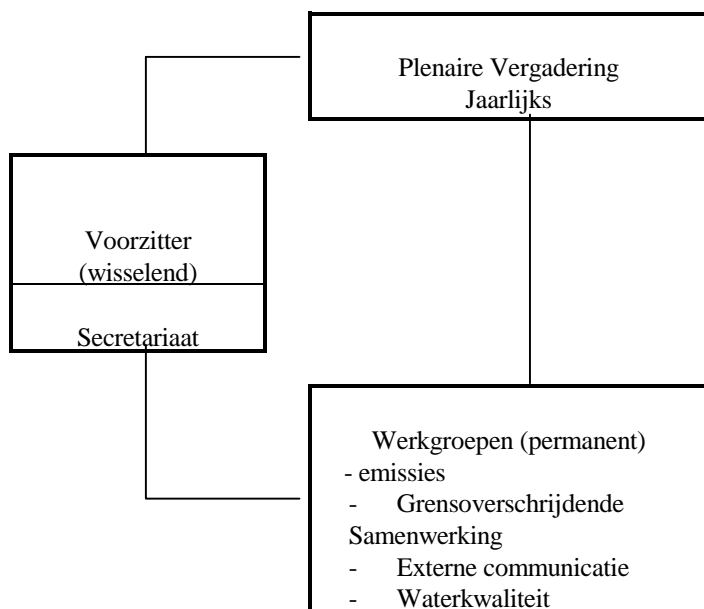 Plenaire Vergadering
Jaarlijks
Voorzitter
(wisselend)
Secretariaat
Werkgroepen (permanent)
- emissies
- Grensoverschrijdende
Samenwerking
- Externe communicatie
- Waterkwaliteit